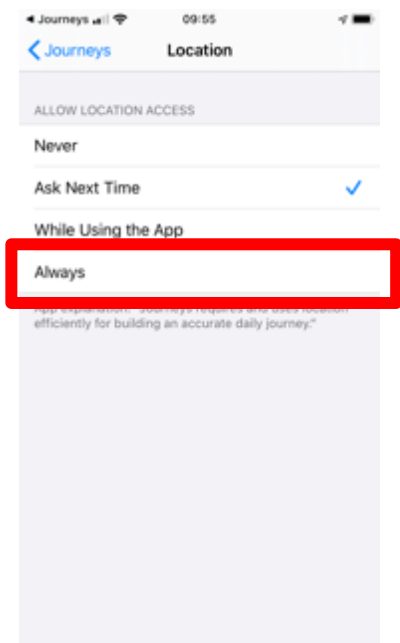 Journeys 09:55
Journeys Location
ALLOW LOCATION ACCESS
Never
Ask Next Time
While Using the App
Always
App explanation: "Journeys requires and uses location
efficiently for building an accurate daily journey."